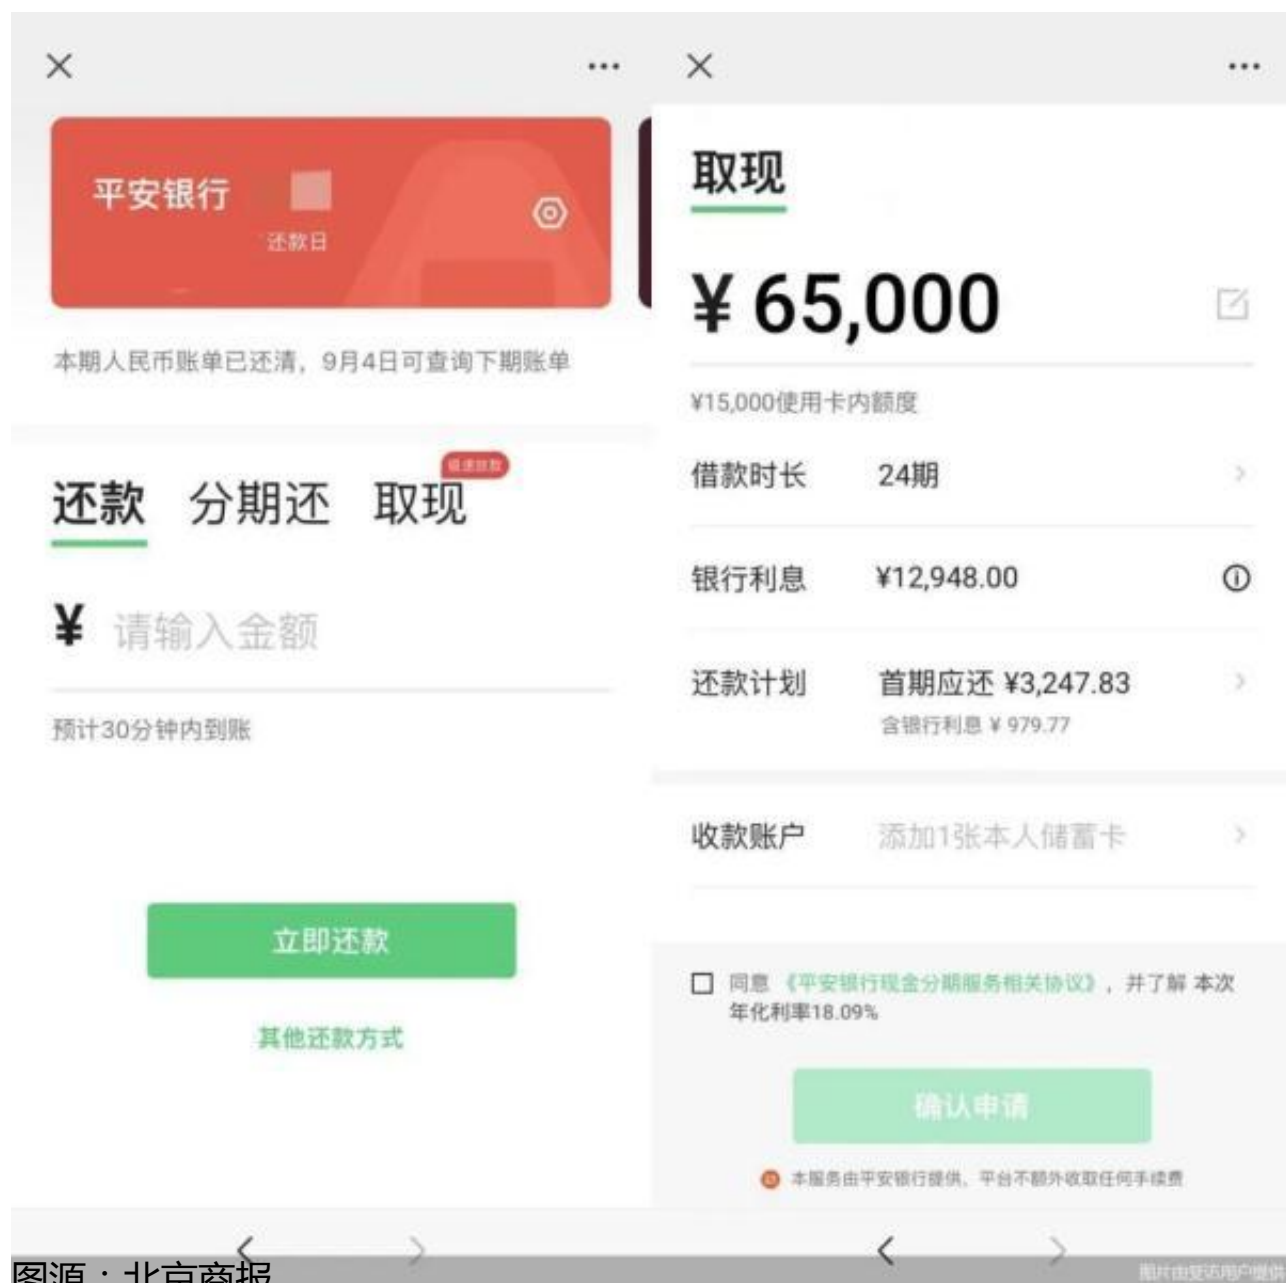 平安银行
还款日
本期人民币账单已还清，9月4日可查询下期账单
还款 分期还 取现
¥ 请输入金额
预计30分钟内到账
立即还款
其他还款方式
取现
¥ 65,000
¥15,000使用卡内额度
借款时长 24期
银行利息 ¥12,948.00
还款计划 首期应还 ¥3,247.83
含银行利息 ¥ 979.77
收款账户 添加1张本人储蓄卡
同意《平安银行现金分期服务相关协议》，并了解 本次
年化利率18.09%
确认申请
本服务由平安银行提供，平台不额外收取任何手续费
图源：北京商报